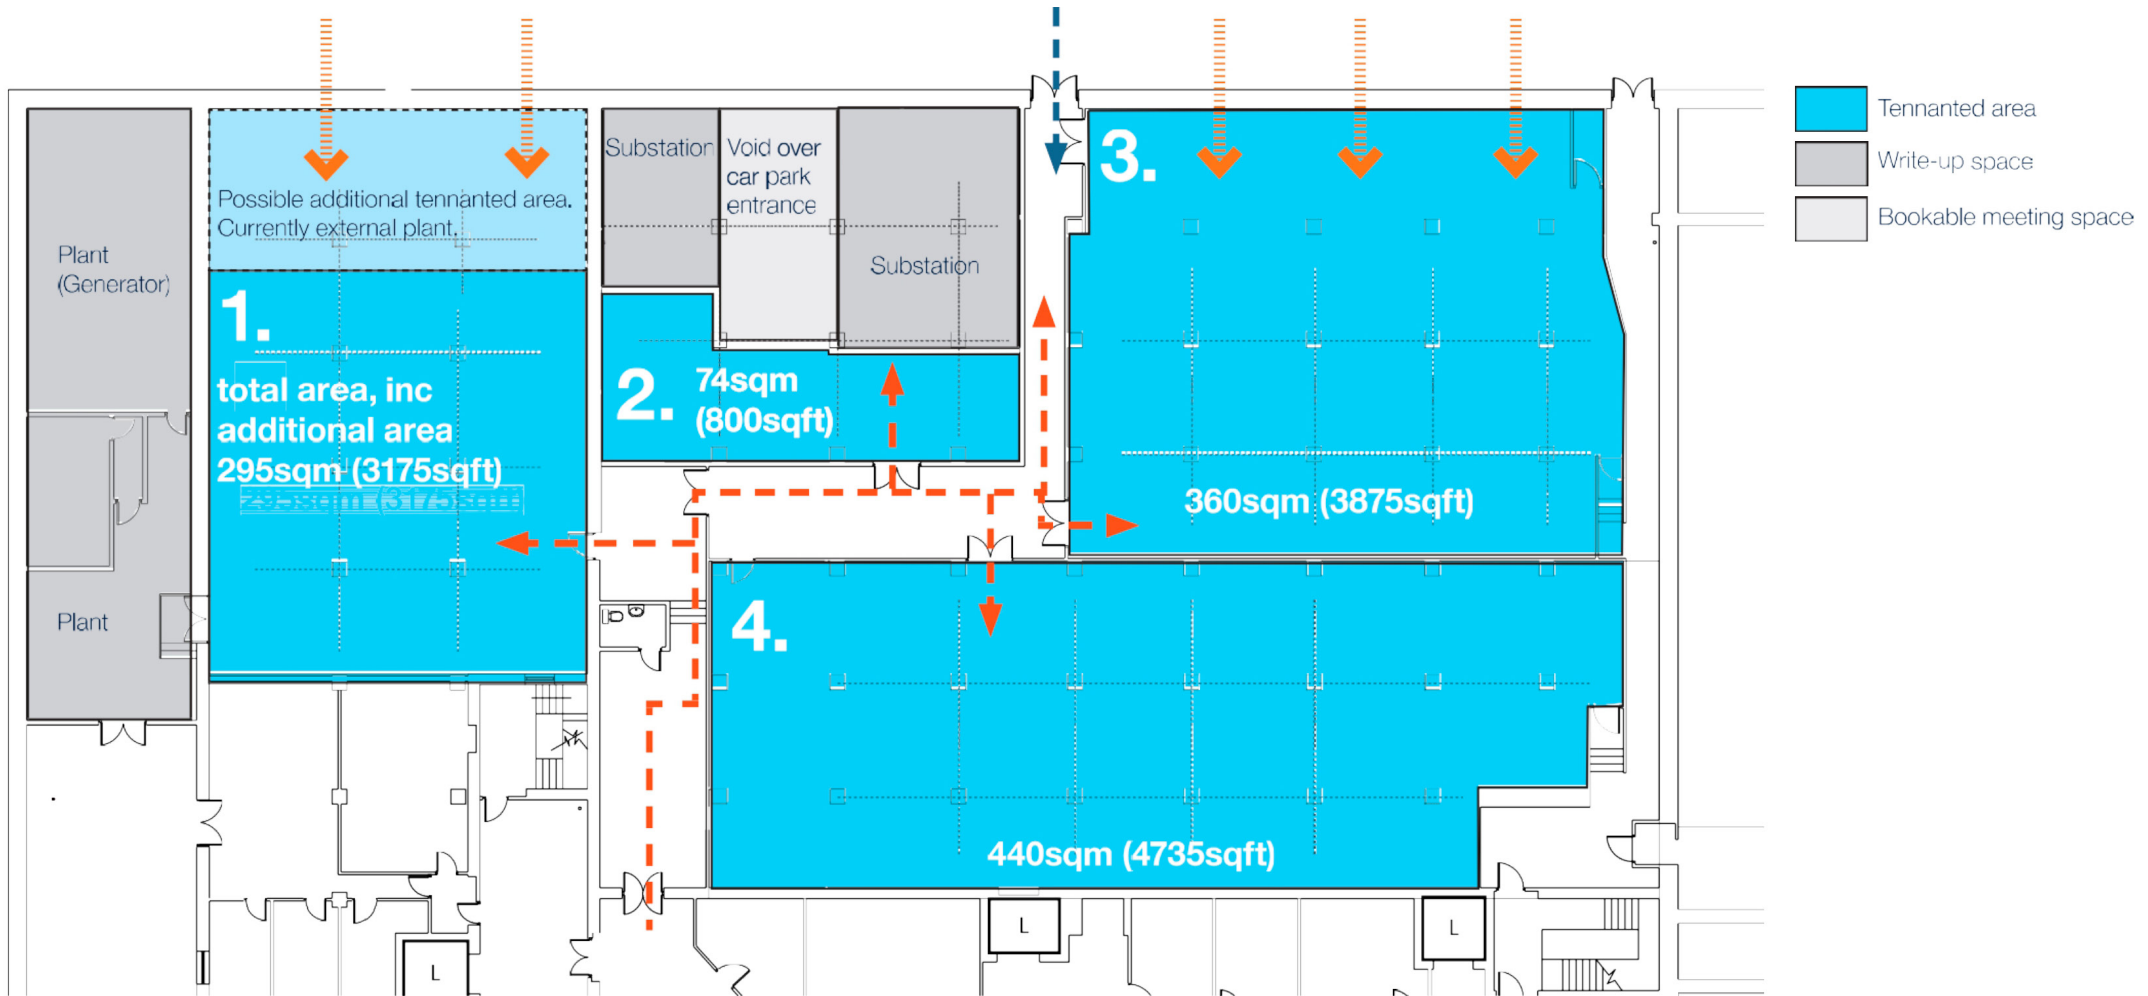 Possible additional tennanted area.
Currently external plant.
Plant
(Generator)
1.
total area, inc
additional area
295sqm (3175sqft)
295sqm (3175sqft)
Plant
Substation
Void over
car park
entrance
Substation
2.
74sqm
(800sqft)
3.
360sqm (3875sqft)
4.
440sqm (4735sqft)
L
L
L
Tennanted area
Write-up space
Bookable meeting space